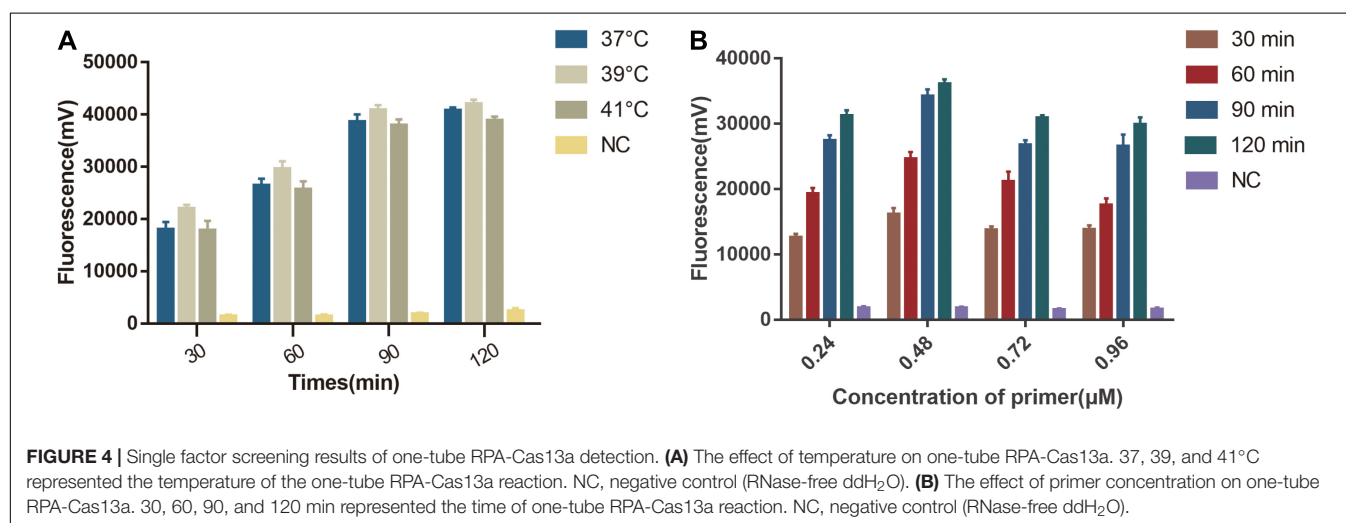 A
37°C
39°C
41°C
NC
50000
40000
30000
20000
10000
0
Fluorescence(mV)
30
60
90
120
Times(min)
B
30 min
60 min
90 min
120 min
NC
40000
30000
20000
10000
0
Fluorescence(mV)
0.24
0.48
0.72
0.96
Concentration of primer(µM)
FIGURE 4 | Single factor screening results of one-tube RPA-Cas13a detection. (A) The effect of temperature on one-tube RPA-Cas13a. 37, 39, and 41°C
represented the temperature of the one-tube RPA-Cas13a reaction. NC, negative control (RNase-free ddH₂O). (B) The effect of primer concentration on one-tube
RPA-Cas13a. 30, 60, 90, and 120 min represented the time of one-tube RPA-Cas13a reaction. NC, negative control (RNase-free ddH₂O).